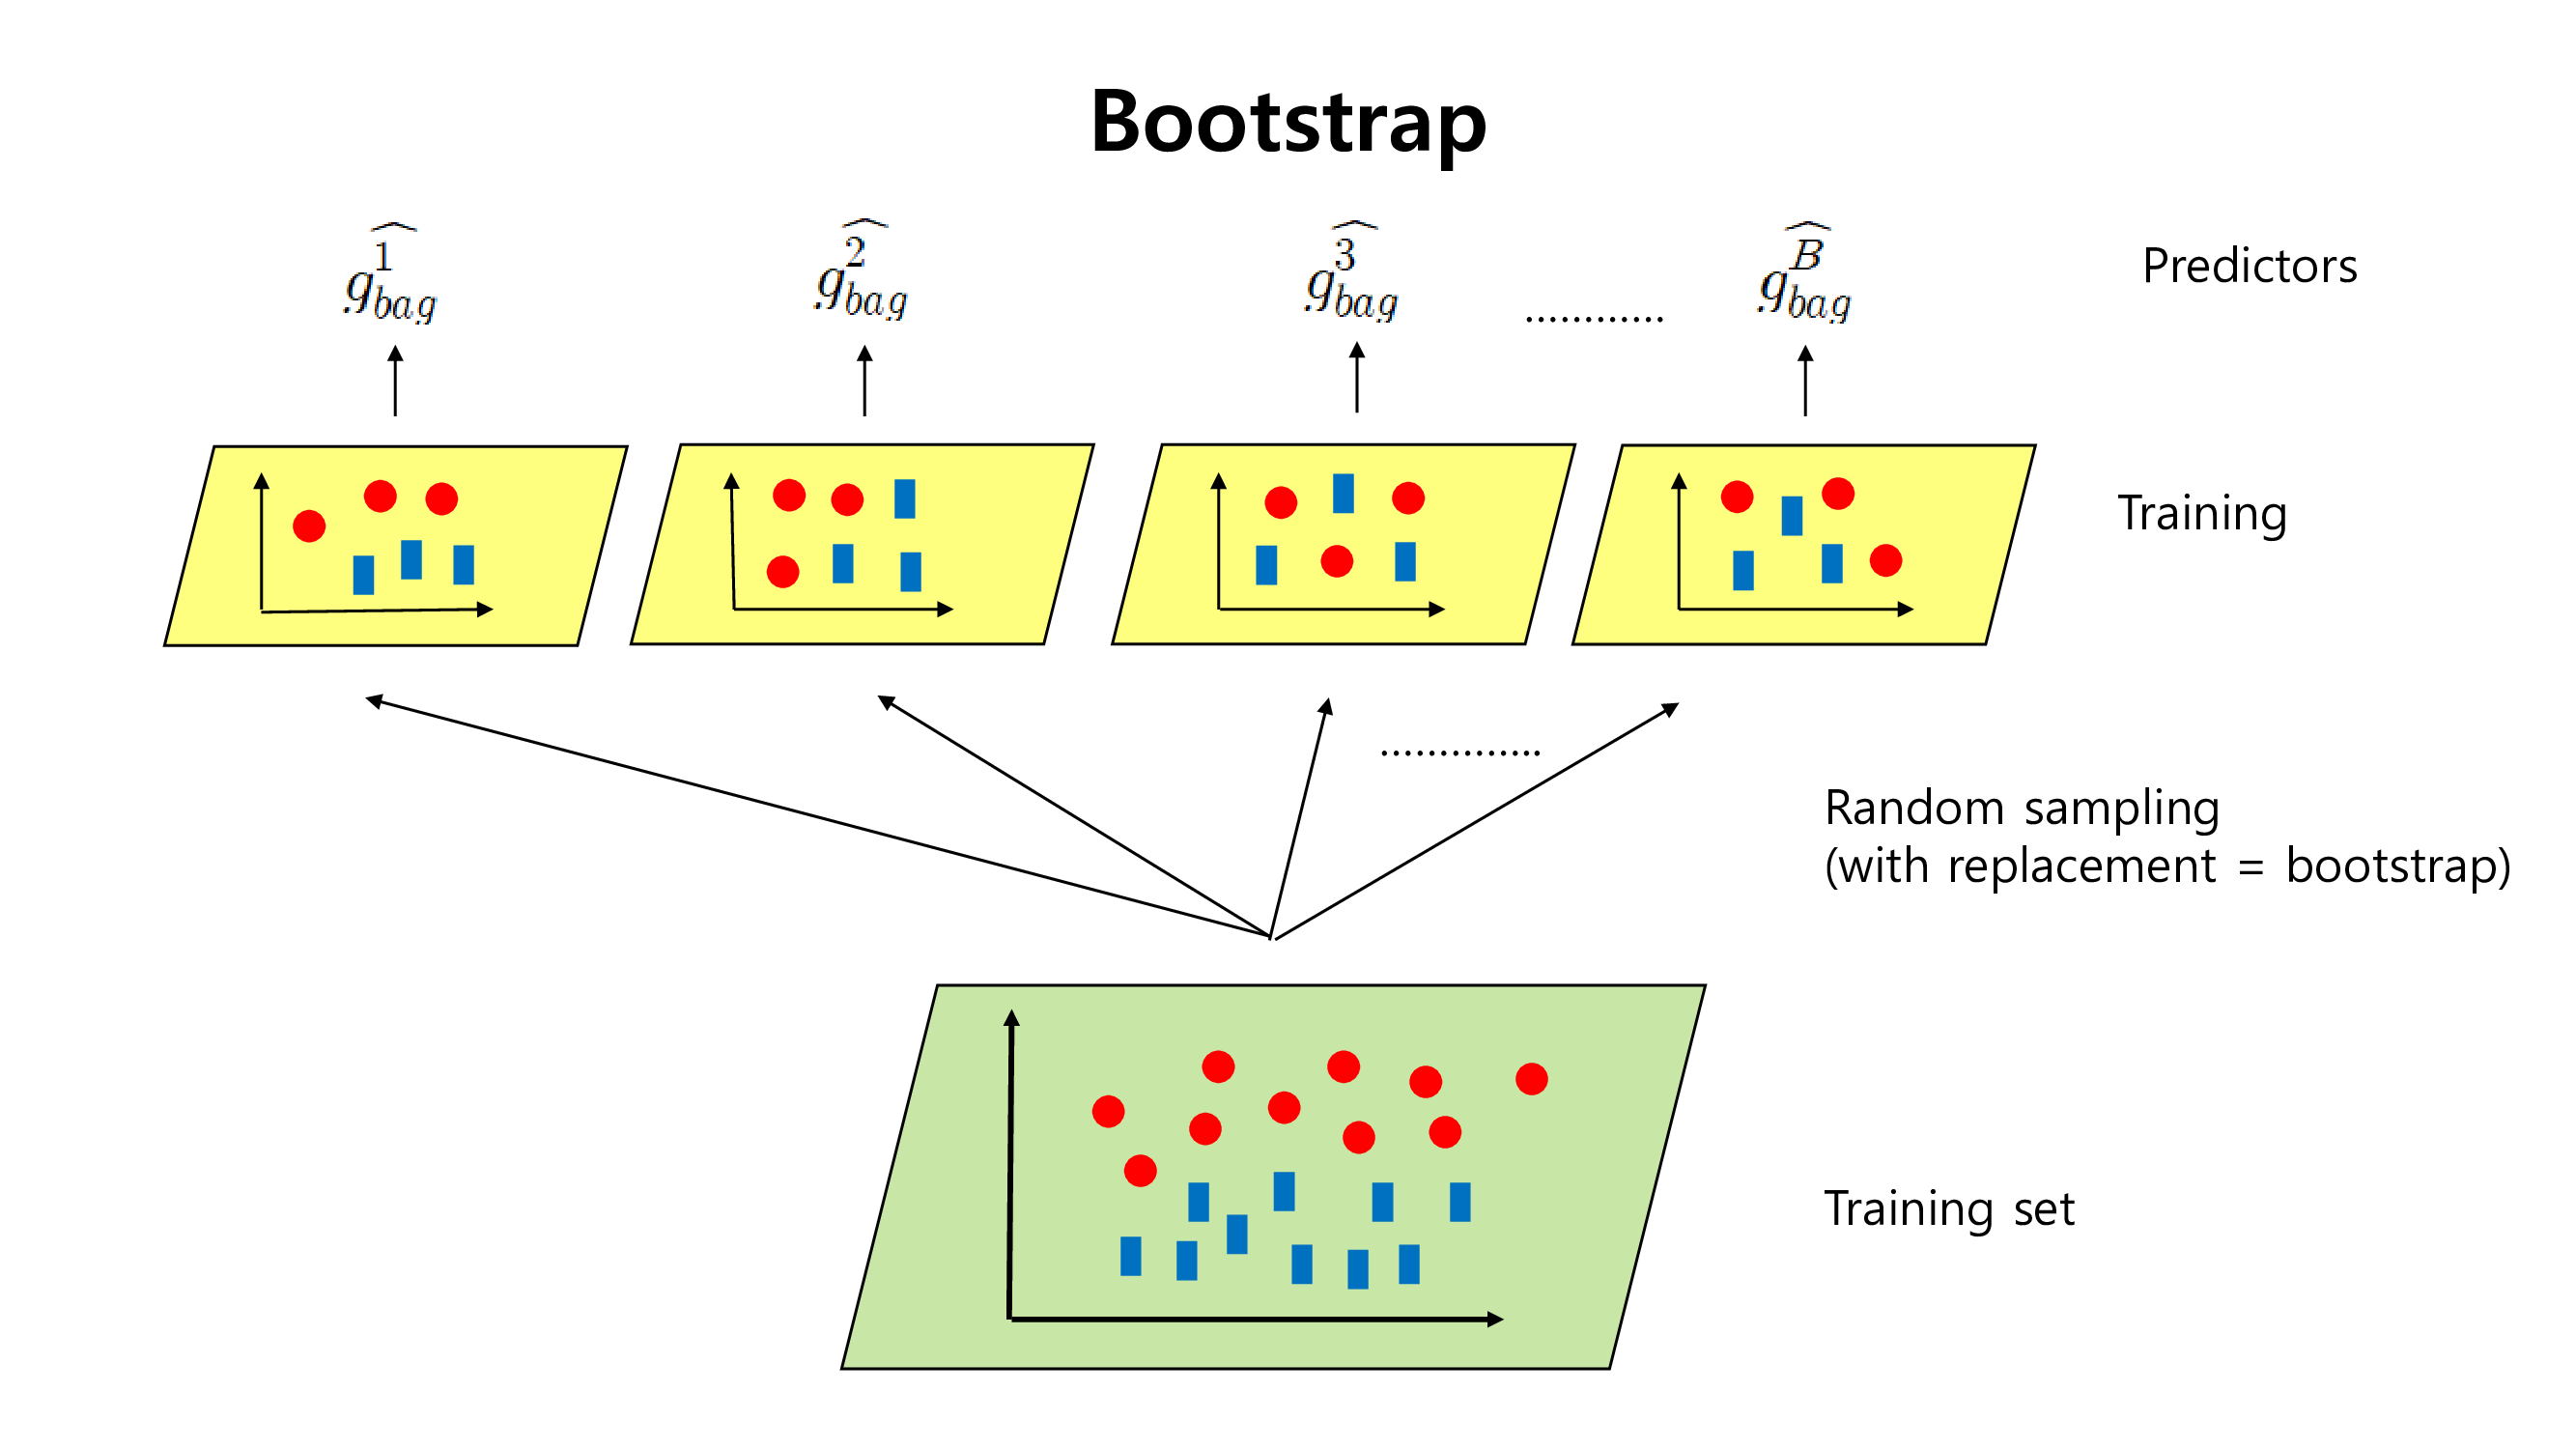 Bootstrap
g^1_bag
g^2_bag
g^3_bag
............
g^B_bag
Predictors
Training
..............
Random sampling
(with replacement = bootstrap)
Training set